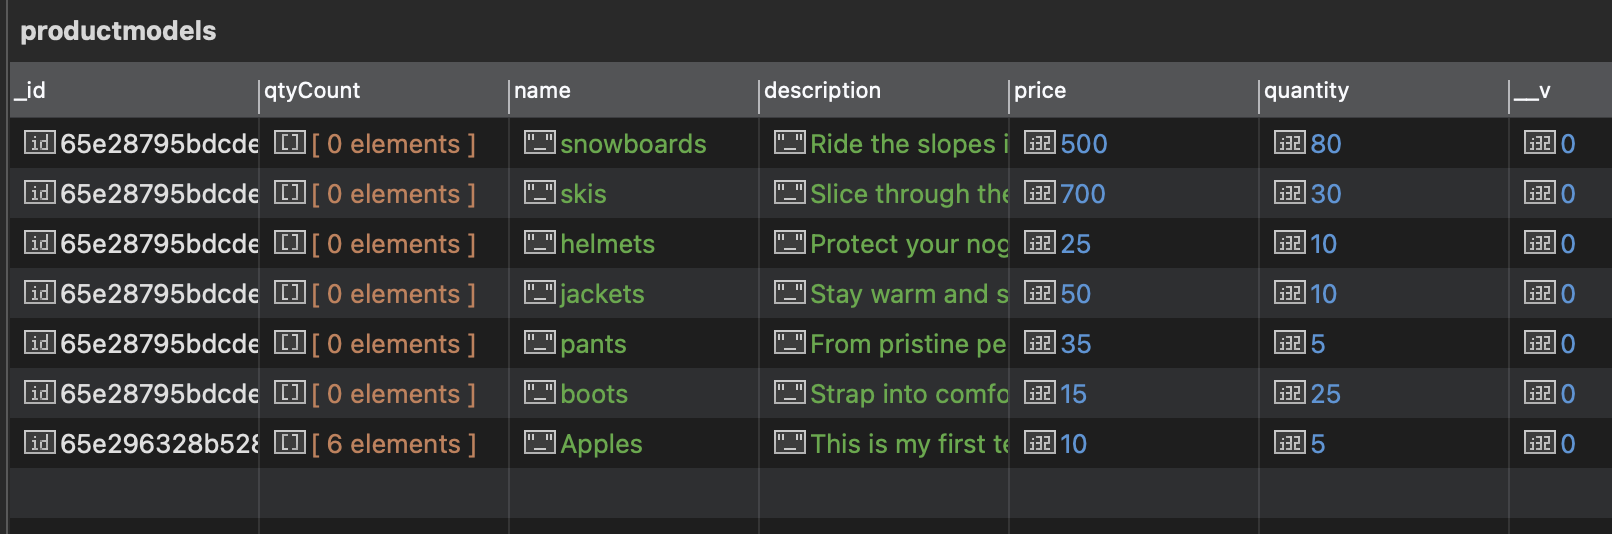 productmodels
_id qtyCount name description price quantity __v
id 65e28795bdcde [] [ 0 elements ] "_" snowboards "_" Ride the slopes i i32 500 i32 80 i32 0
id 65e28795bdcde [] [ 0 elements ] "_" skis "_" Slice through the i32 700 i32 30 i32 0
id 65e28795bdcde [] [ 0 elements ] "_" helmets "_" Protect your nog i32 25 i32 10 i32 0
id 65e28795bdcde [] [ 0 elements ] "_" jackets "_" Stay warm and s i32 50 i32 10 i32 0
id 65e28795bdcde [] [ 0 elements ] "_" pants "_" From pristine pe i32 35 i32 5 i32 0
id 65e28795bdcde [] [ 0 elements ] "_" boots "_" Strap into comfo i32 15 i32 25 i32 0
id 65e296328b528 [] [ 6 elements ] "_" Apples "_" This is my first te i32 10 i32 5 i32 0